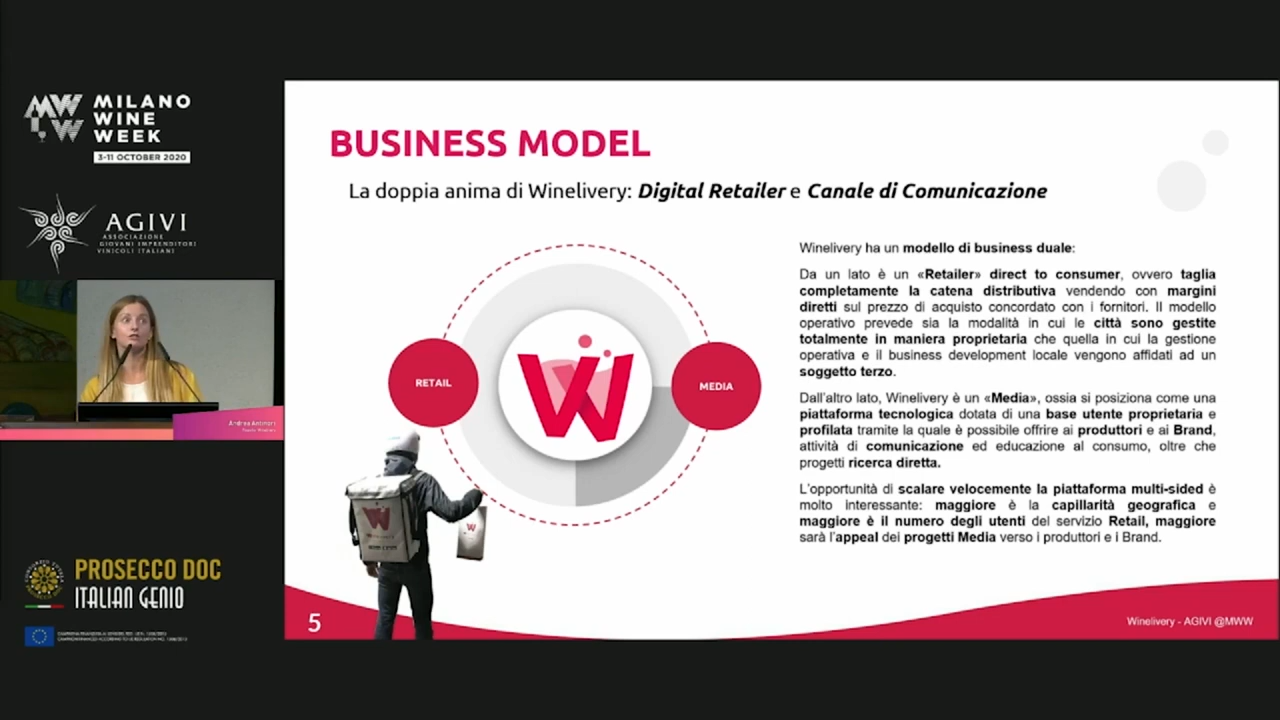 MILANO
WINE
WEEK
3-11 OCTOBER 2020
AGIVI
ASSOCIAZIONE
GIOVANI IMPRENDITORI
VINICOLI ITALIANI
Andrea Antinori
PROSECCO DOC
ITALIAN GENIO
BUSINESS MODEL
La doppia anima di Winelivery: Digital Retailer e Canale di Comunicazione
RETAIL
MEDIA
Winelivery ha un modello di business duale:
Da un lato è un «Retailer» direct to consumer, ovvero taglia
completamente la catena distributiva vendendo con margini
diretti sul prezzo di acquisto concordato con i fornitori. Il modello
operativo prevede sia la modalità in cui le città sono gestite
totalmente in maniera proprietaria che quella in cui la gestione
operativa e il business development locale vengono affidati ad un
soggetto terzo.
Dall'altro lato, Winelivery è un «Media», ossia si posiziona come una
piattaforma tecnologica dotata di una base utente proprietaria e
profilata tramite la quale è possibile offrire ai produttori e ai Brand,
attività di comunicazione ed educazione al consumo, oltre che
progetti ricerca diretta.
L'opportunità di scalare velocemente la piattaforma multi-sided è
molto interessante: maggiore è la capillarità geografica e
maggiore è il numero degli utenti del servizio Retail, maggiore
sarà l'appeal dei progetti Media verso i produttori e i Brand.
5
Winelivery - AGIVI @MWW